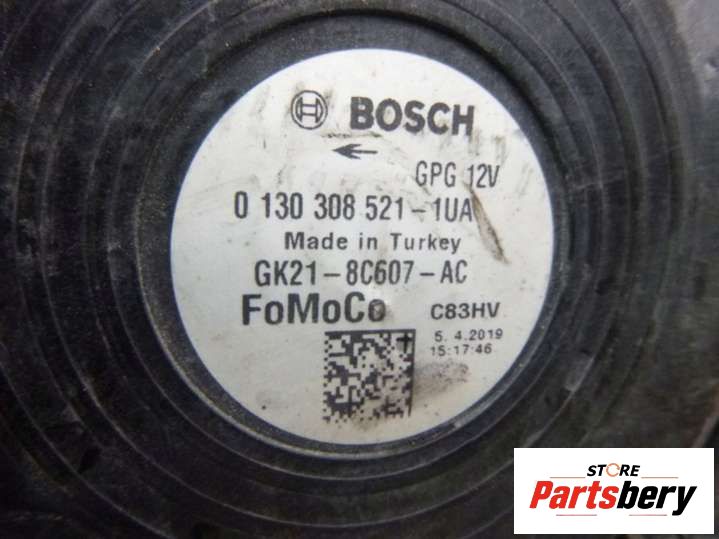 BOSCH
GPG 12V
0 130 308 521-1UA
Made in Turkey
GK21-8C607-AC
FoMoCo C83HV
5. 4.2019
15:17:46
STORE
Partsbery